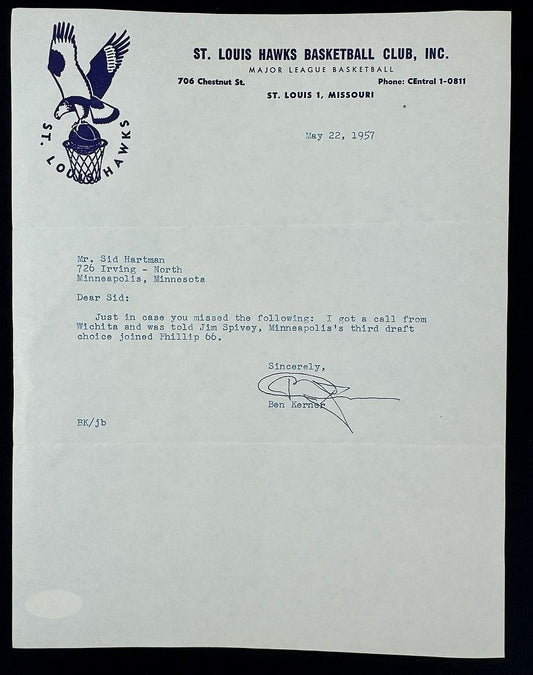 ST. LOUIS HAWKS BASKETBALL CLUB, INC.
MAJOR LEAGUE BASKETBALL
706 Chestnut St. Phone: CEntral 1-0811
ST. LOUIS 1, MISSOURI
ST. LOUIS HAWKS
May 22, 1957
Mr. Sid Hartman
726 Irving - North
Minneapolis, Minnesota
Dear Sid:
Just in case you missed the following: I got a call from
Wichita and was told Jim Spivey, Minneapolis's third draft
choice joined Phillip 66.
Sincerely,
Ben Kerner
BK/jb